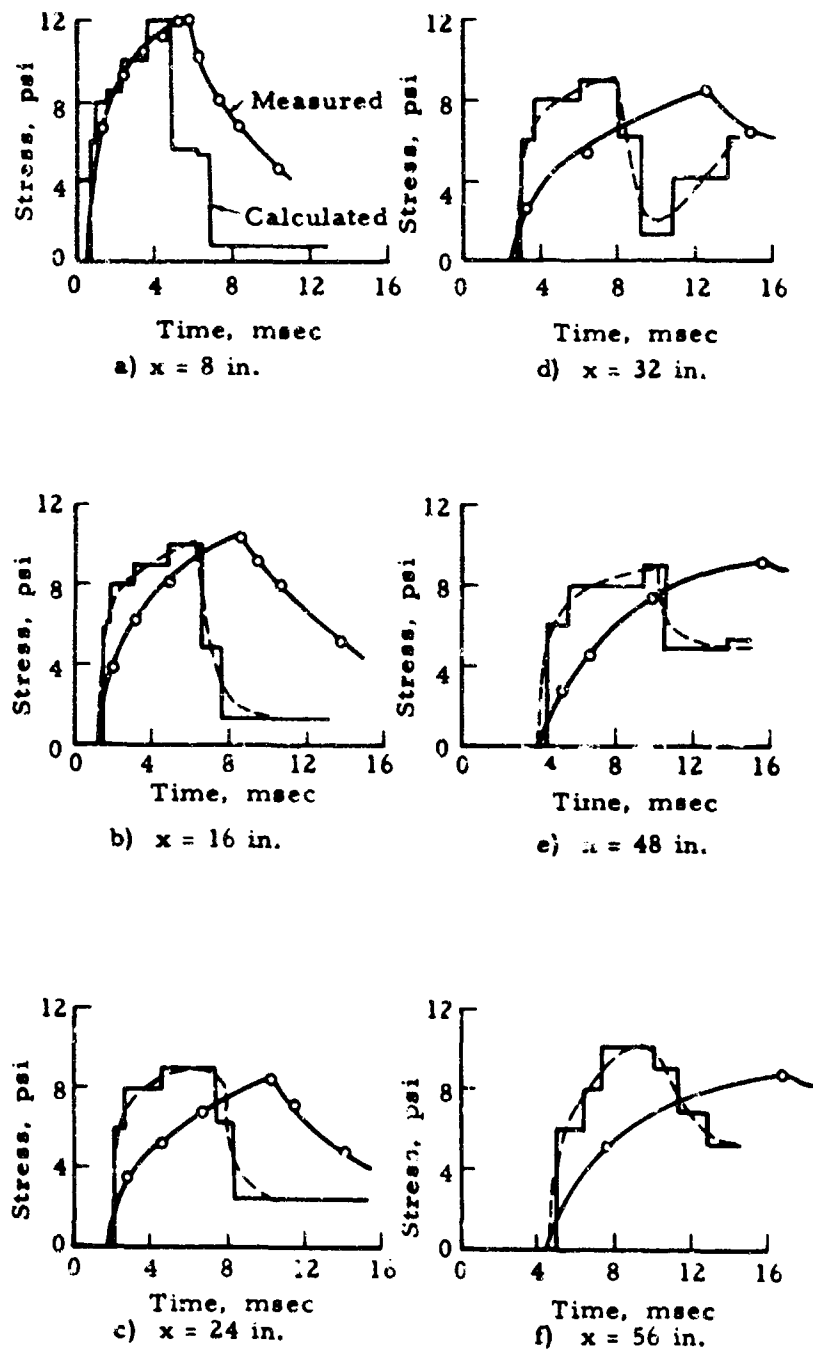 12
8
4
0
Stress, psi
Measured
Calculated
0 4 8 12 16
Time, msec
a) x = 8 in.
12
8
4
0
Stress, psi
0 4 8 12 16
Time, msec
b) x = 16 in.
12
8
4
0
Stress, psi
0 4 8 12 16
Time, msec
c) x = 24 in.
12
8
4
0
Stress, psi
0 4 8 12 16
Time, msec
d) x = 32 in.
12
8
4
0
Stress, psi
0 4 8 12 16
Time, msec
e) = 48 in.
12
8
4
0
Stress, psi
0 4 8 12 16
Time, msec
f) x = 56 in.